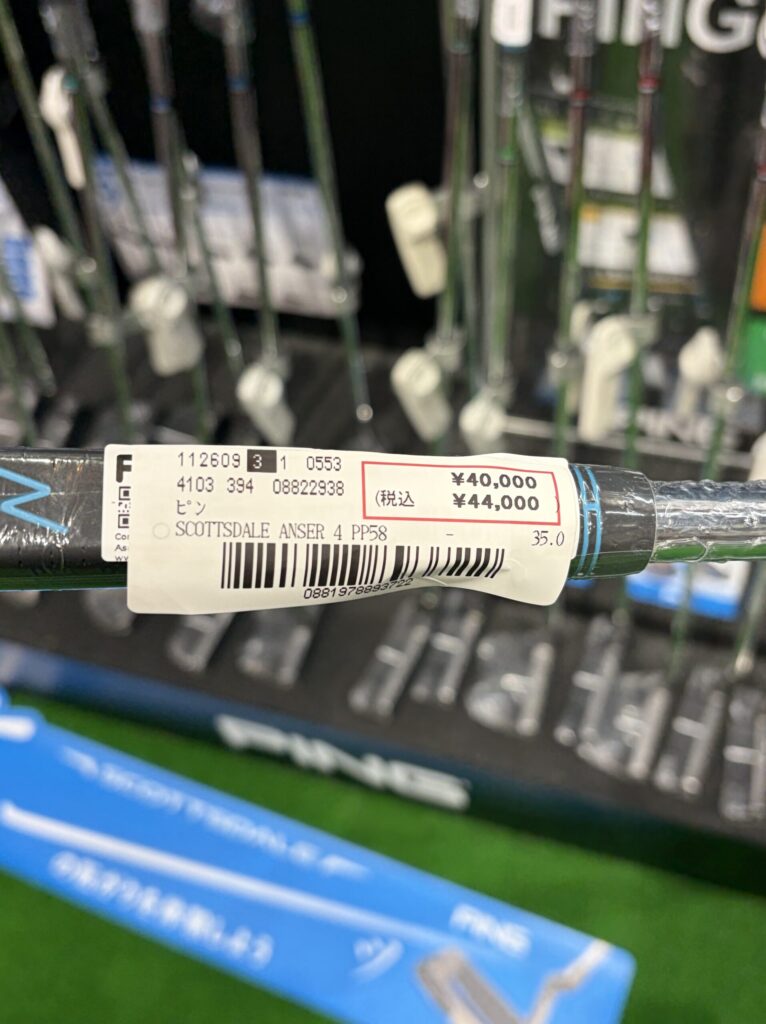 PING
112609 3 1 0553
4103 394 08822938
ピン
¥40,000
(税込 ¥44,000
SCOTTSDALE ANSER 4 PP58 - 35.0
0881978893722
PING
SCOTTSDALE
PING